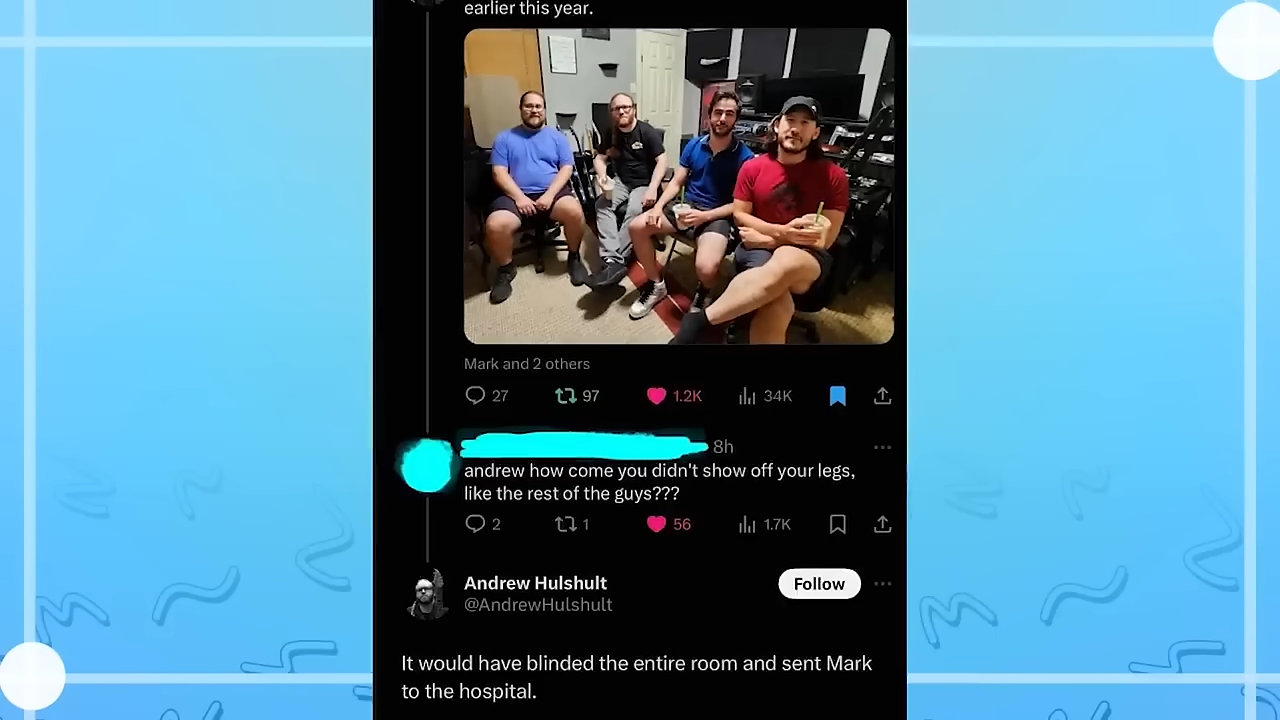 earlier this year.
Mark and 2 others
27 97 1.2K 34K
8h
andrew how come you didn't show off your legs,
like the rest of the guys???
2 1 56 1.7K
Andrew Hulshult
Follow
@AndrewHulshult
It would have blinded the entire room and sent Mark
to the hospital.